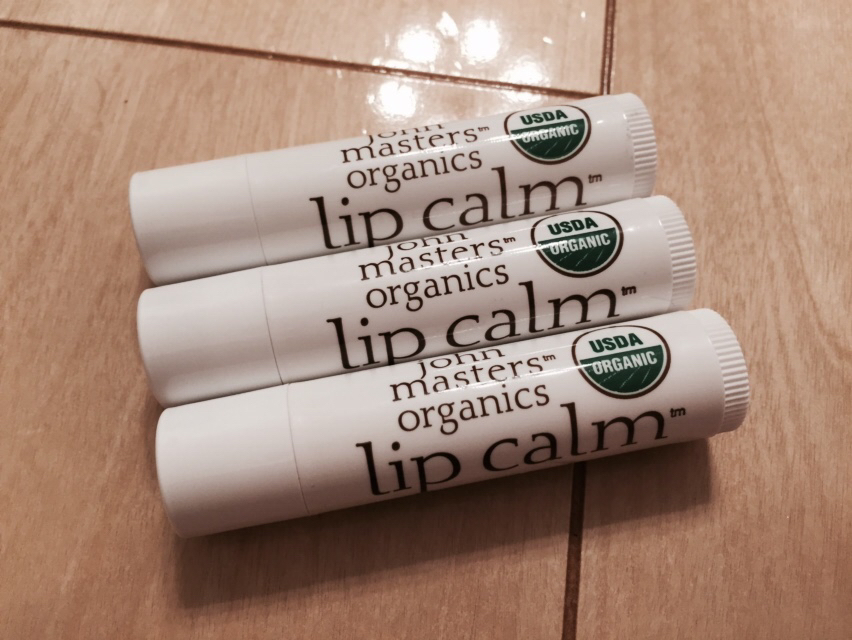 john
masters™
organics
lip calm™
USDA
ORGANIC
john
masters™
organics
lip calm™
USDA
ORGANIC
john
masters™
organics
lip calm™
USDA
ORGANIC